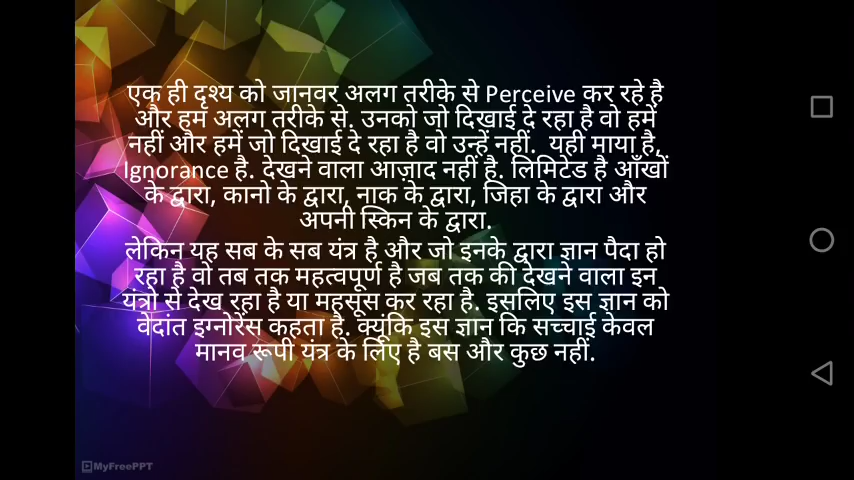 एक ही दृश्य को जानवर अलग तरीके से Perceive कर रहे है
और हम अलग तरीके से. उनको जो दिखाई दे रहा है वो हमें
नहीं और हमें जो दिखाई दे रहा है वो उन्हें नहीं. यही माया है,
Ignorance है. देखने वाला आज़ाद नहीं है. लिमिटेड है आँखों
के द्वारा, कानो के द्वारा, नाक के द्वारा, जिहा के द्वारा और
अपनी स्किन के द्वारा.
लेकिन यह सब के सब यंत्र है और जो इनके द्वारा ज्ञान पैदा हो
रहा है वो तब तक महत्वपूर्ण है जब तक की देखने वाला इन
यंत्रो से देख रहा है या महसूस कर रहा है. इसलिए इस ज्ञान को
वेदांत इग्नोरेंस कहता है. क्यूंकि इस ज्ञान कि सच्चाई केवल
मानव रूपी यंत्र के लिए है बस और कुछ नहीं.
MyFreePPT